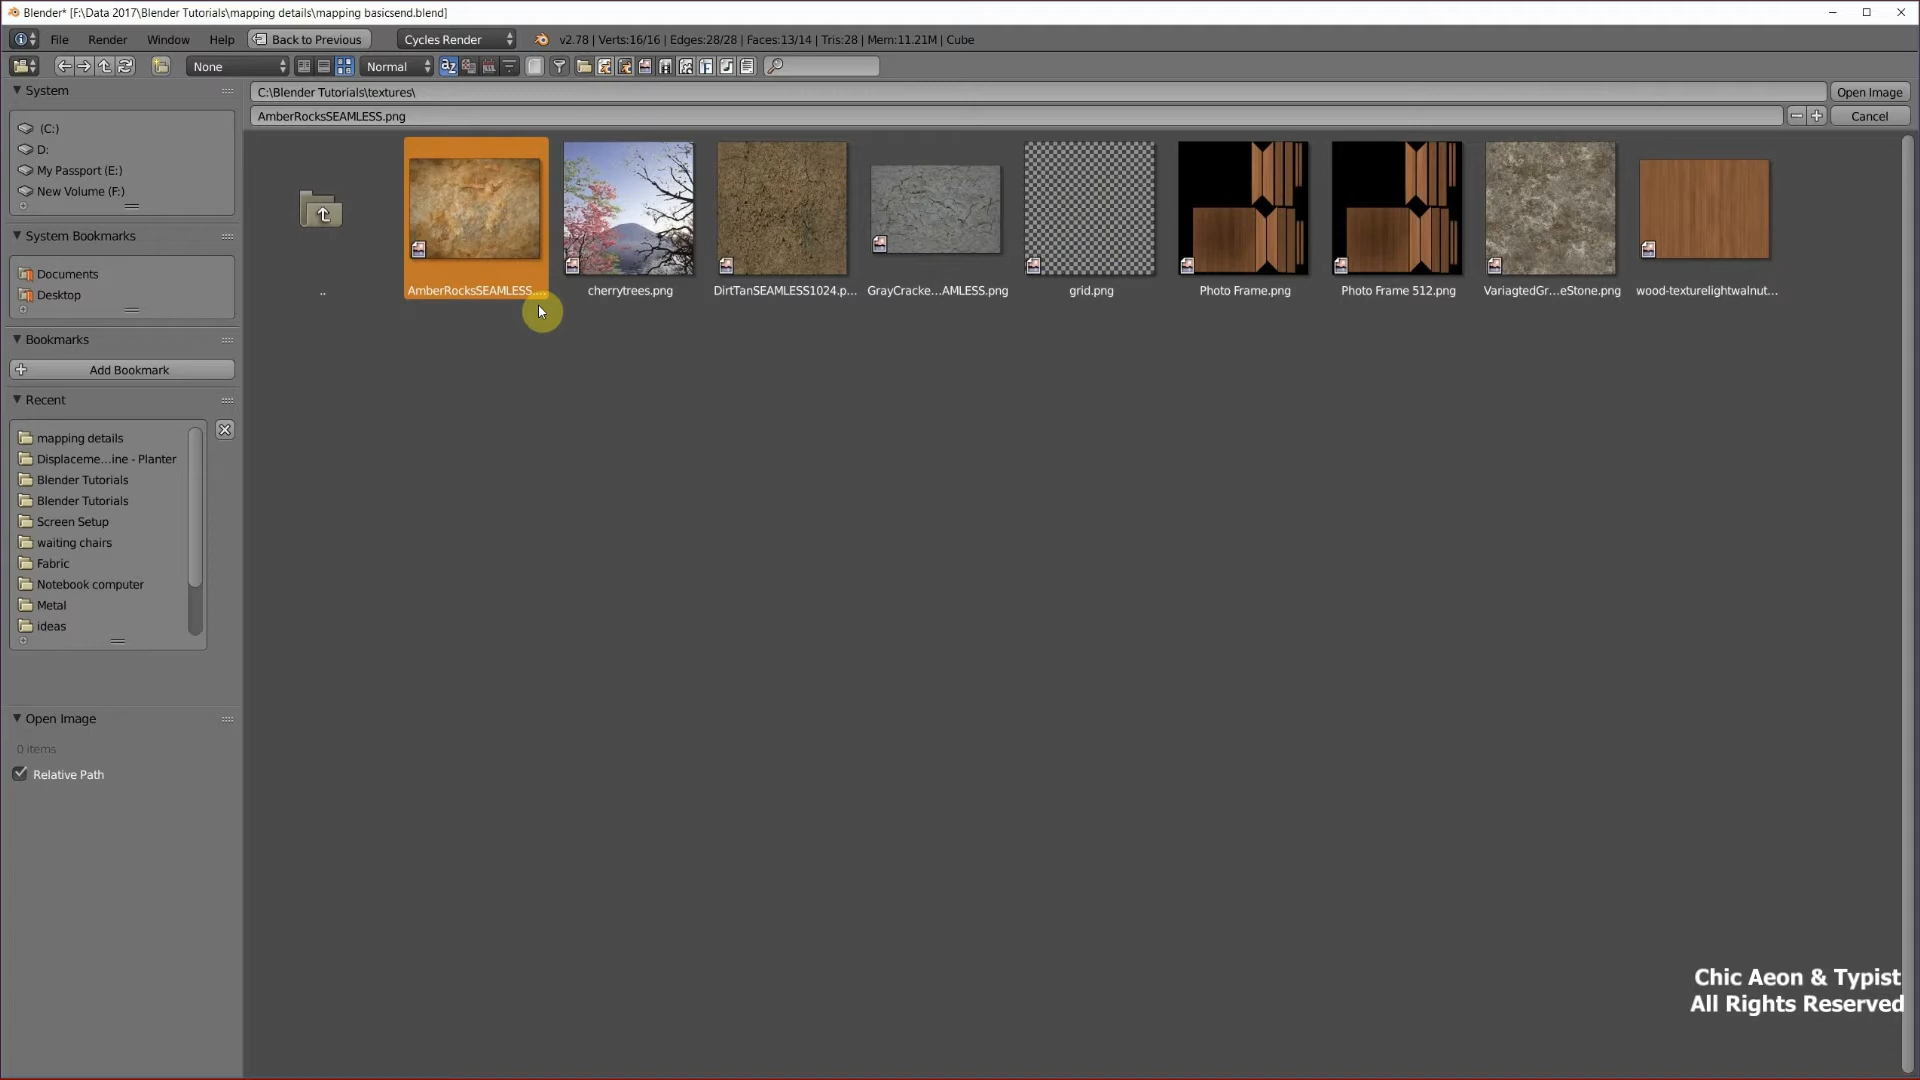 Blender* [F:\Data 2017\Blender Tutorials\mapping details\mapping basicsend.blend]
File Render Window Help Back to Previous Cycles Render v2.78 | Verts:16/16 | Edges:28/28 | Faces:13/14 | Tris:28 | Mem:11.21M | Cube
None Normal
System
C:\Blender Tutorials\textures\ Open Image
AmberRocksSEAMLESS.png Cancel
(C:)
D:
My Passport (E:)
New Volume (F:)
System Bookmarks
Documents
Desktop
.. AmberRocksSEAMLESS.... cherrytrees.png DirtTanSEAMLESS1024.p... GrayCracke...AMLESS.png grid.png Photo Frame.png Photo Frame 512.png VariagtedGr...eStone.png wood-texturelightwalnut...
Bookmarks
Add Bookmark
Recent
mapping details
Displaceme...ine - Planter
Blender Tutorials
Blender Tutorials
Screen Setup
waiting chairs
Fabric
Notebook computer
Metal
ideas
Open Image
0 items
Relative Path
Chic Aeon & Typist
All Rights Reserved